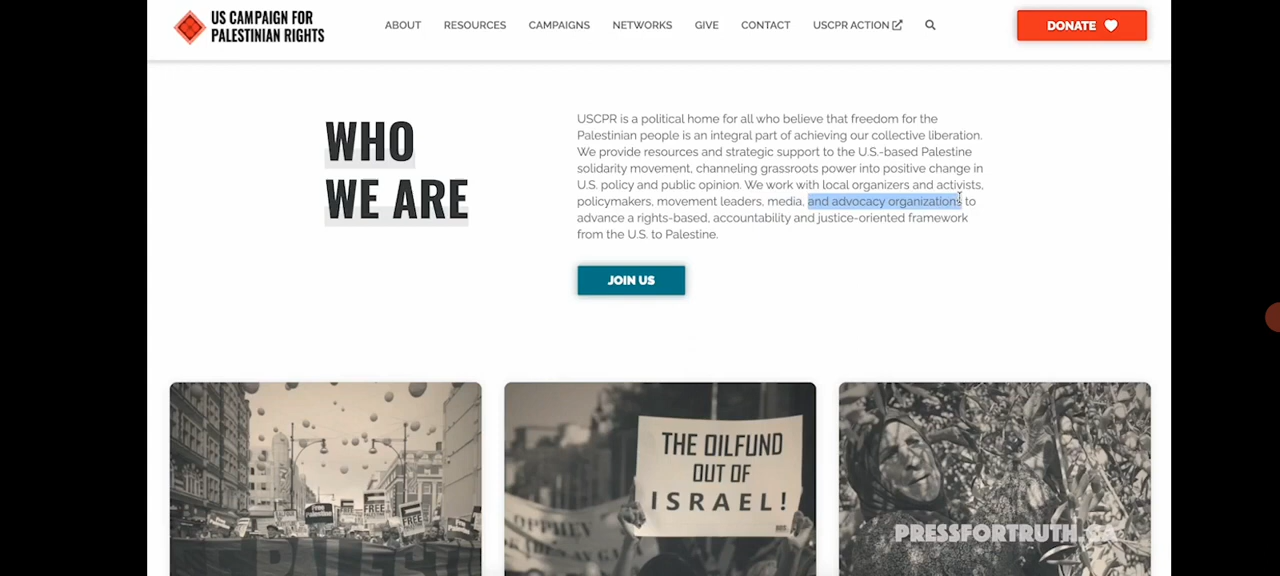 US CAMPAIGN FOR
PALESTINIAN RIGHTS
ABOUT RESOURCES CAMPAIGNS NETWORKS GIVE CONTACT USCPR ACTION
DONATE
WHO
WE ARE
USCPR is a political home for all who believe that freedom for the
Palestinian people is an integral part of achieving our collective liberation.
We provide resources and strategic support to the U.S.-based Palestine
solidarity movement, channeling grassroots power into positive change in
U.S. policy and public opinion. We work with local organizers and activists,
policymakers, movement leaders, media, and advocacy organizations to
advance a rights-based, accountability and justice-oriented framework
from the U.S. to Palestine.
JOIN US
FREE
FREE
THE OILFUND
OUT OF
ISRAEL!
PRESSFORTRUTH.CA